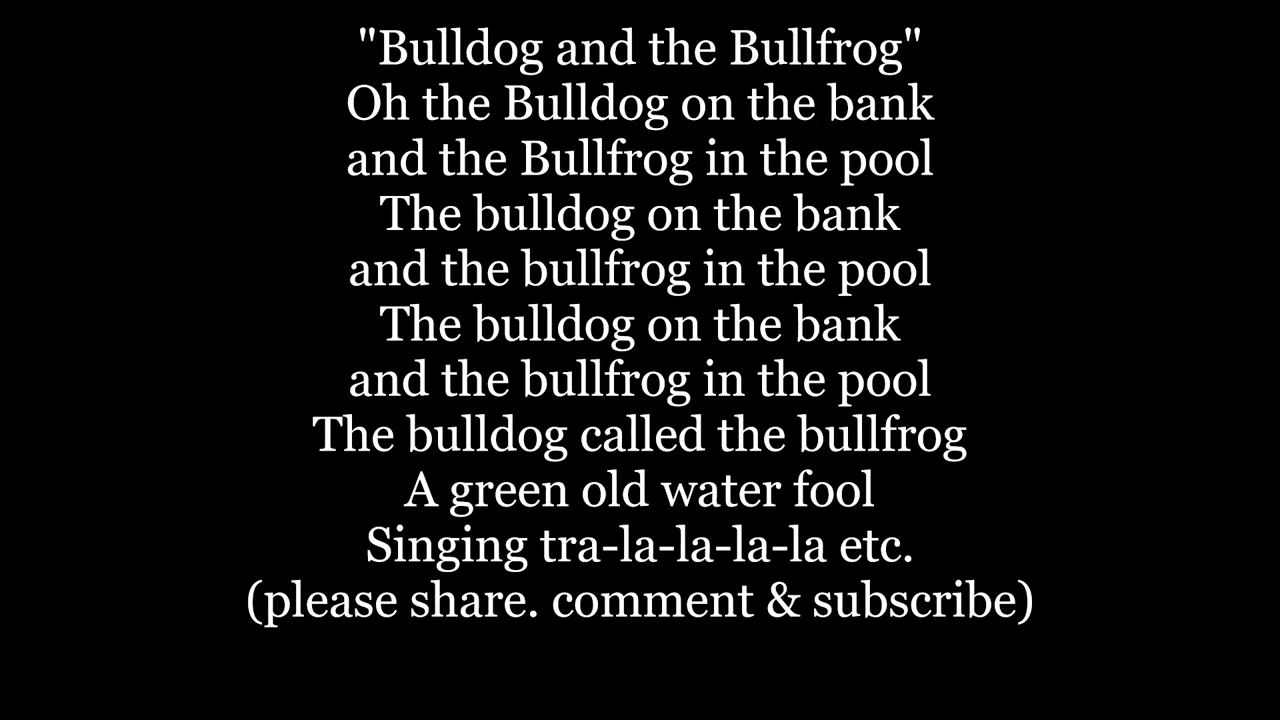 "Bulldog and the Bullfrog"
Oh the Bulldog on the bank
and the Bullfrog in the pool
The bulldog on the bank
and the bullfrog in the pool
The bulldog on the bank
and the bullfrog in the pool
The bulldog called the bullfrog
A green old water fool
Singing tra-la-la-la-la etc.
(please share. comment & subscribe)